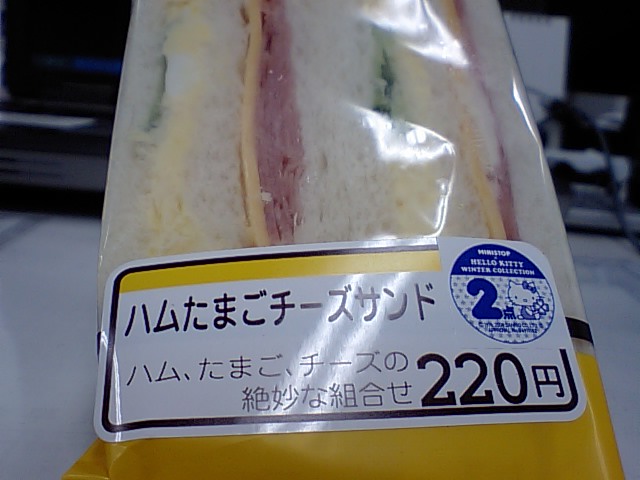 ハムたまごチーズサンド
MINISTOP
HELLO KITTY
WINTER COLLECTION
2点
ハム、たまご、チーズの
絶妙な組合せ
220円